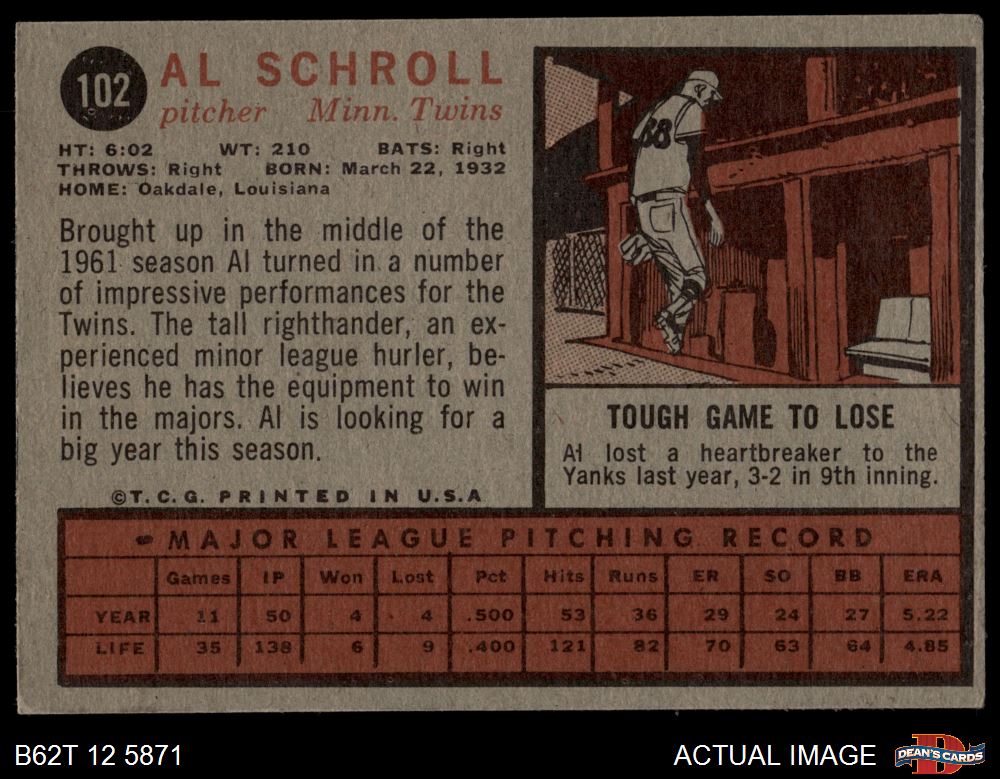 102
AL SCHROLL
pitcher Minn. Twins
HT: 6:02 WT: 210 BATS: Right
THROWS: Right BORN: March 22, 1932
HOME: Oakdale, Louisiana
Brought up in the middle of the
1961 season Al turned in a number
of impressive performances for the
Twins. The tall righthander, an ex-
perienced minor league hurler, be-
lieves he has the equipment to win
in the majors. Al is looking for a
big year this season.
©T.C.G. PRINTED IN U.S.A
88
TOUGH GAME TO LOSE
Al lost a heartbreaker to the
Yanks last year, 3-2 in 9th inning.
MAJOR LEAGUE PITCHING RECORD
Games IP Won Lost Pct Hits Runs ER SO BB ERA
YEAR 11 50 4 4 .500 53 36 29 24 27 5.22
LIFE 35 138 6 9 .400 121 82 70 63 64 4.85
B62T 12 5871
ACTUAL IMAGE
D
DEAN'S CARDS